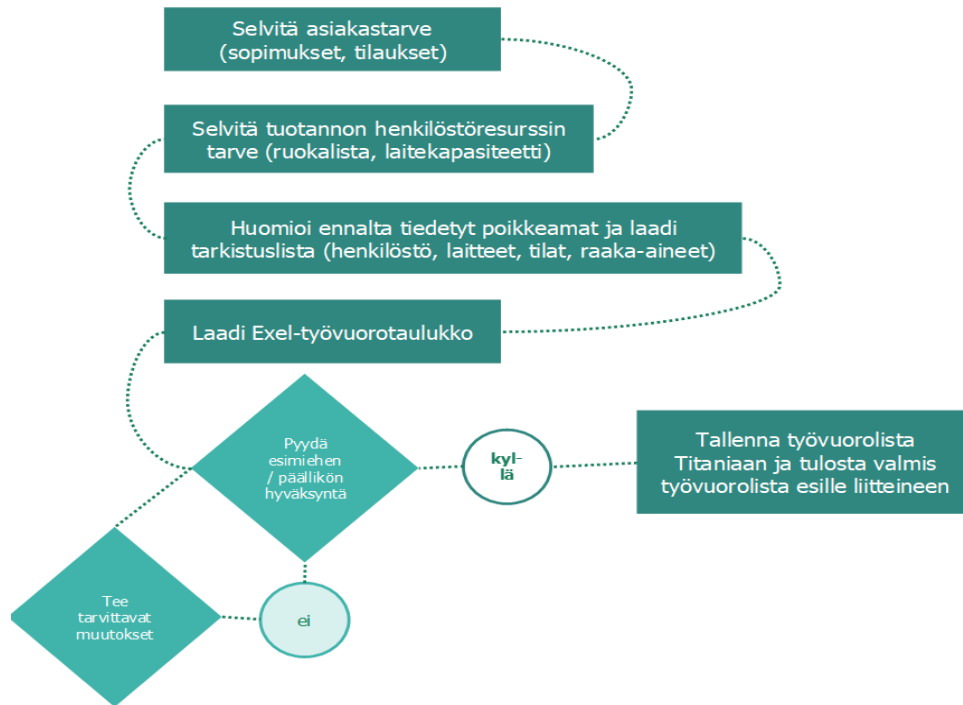 Selvitä asiakastarve
(sopimukset, tilaukset)
Selvitä tuotannon henkilöstöresurssin
tarve (ruokalista, laitekapasiteetti)
Huomioi ennalta tiedetyt poikkeamat ja laadi
tarkistuslista (henkilöstö, laitteet, tilat, raaka-aineet)
Laadi Exel-työvuorotaulukko
Pyydä
esimiehen
/ päällikön
hyväksyntä
kyl-
lä
Tallenna työvuorolista
Titaniaan ja tulosta valmis
työvuorolista esille liitteineen
Tee
tarvittavat
muutokset
ei